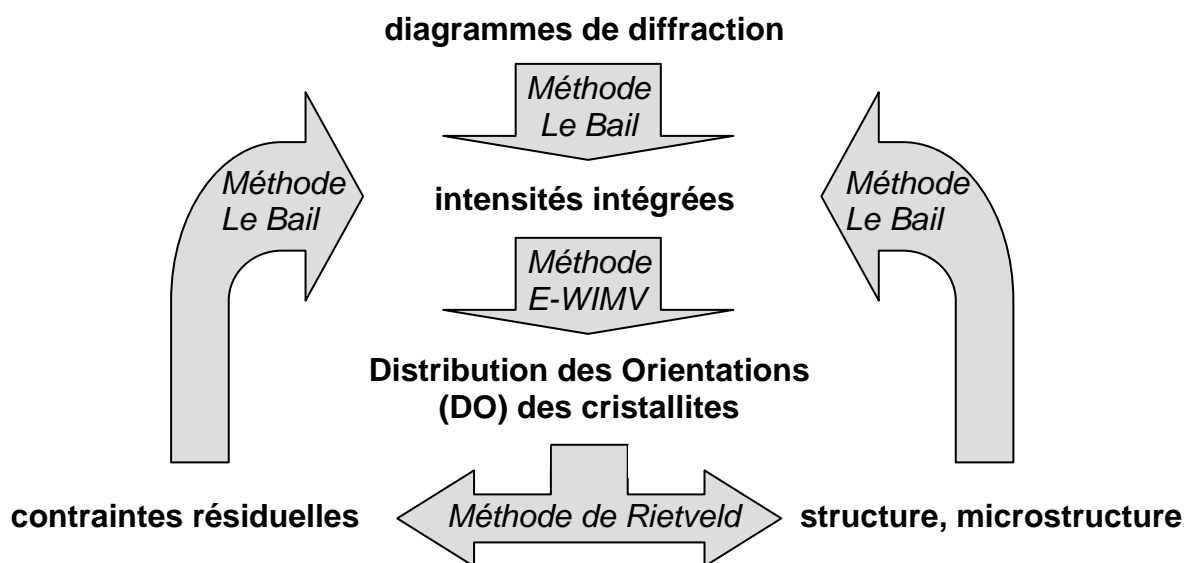 diagrammes de diffraction
Méthode
Le Bail
Méthode
Le Bail
intensités intégrées
Méthode
Le Bail
Méthode
E-WIMV
Distribution des Orientations
(DO) des cristallites
contraintes résiduelles
Méthode de Rietveld
structure, microstructure